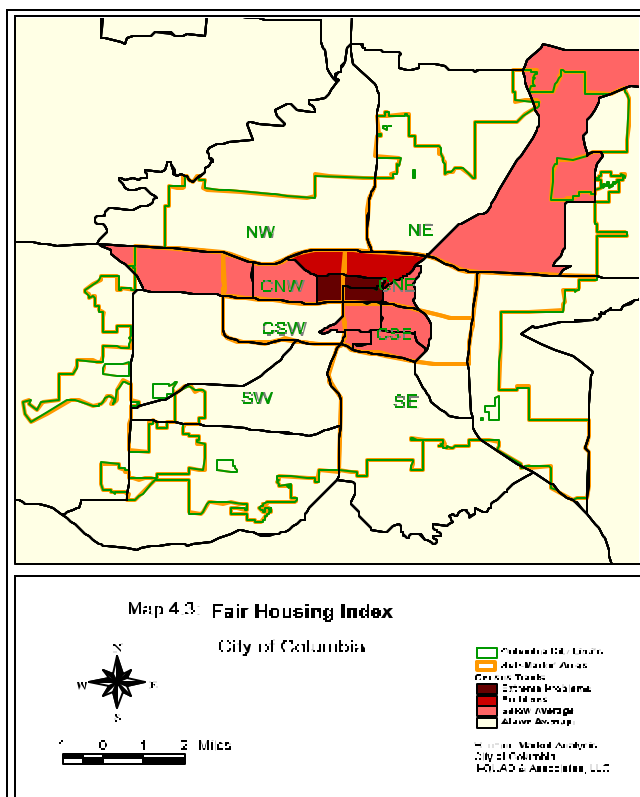 NW
NE
CNW
CNE
CSW
CSE
SW
SE
Map 4.3: Fair Housing Index
City of Columbia
N
W E
S
1 0 1 2 Miles
Columbia City Limits
Sub-Market Areas
Census Tracts
Extreme Problems
Problems
Below Average
Above Average
Market Analysis
City of Columbia
& Associates, LLC